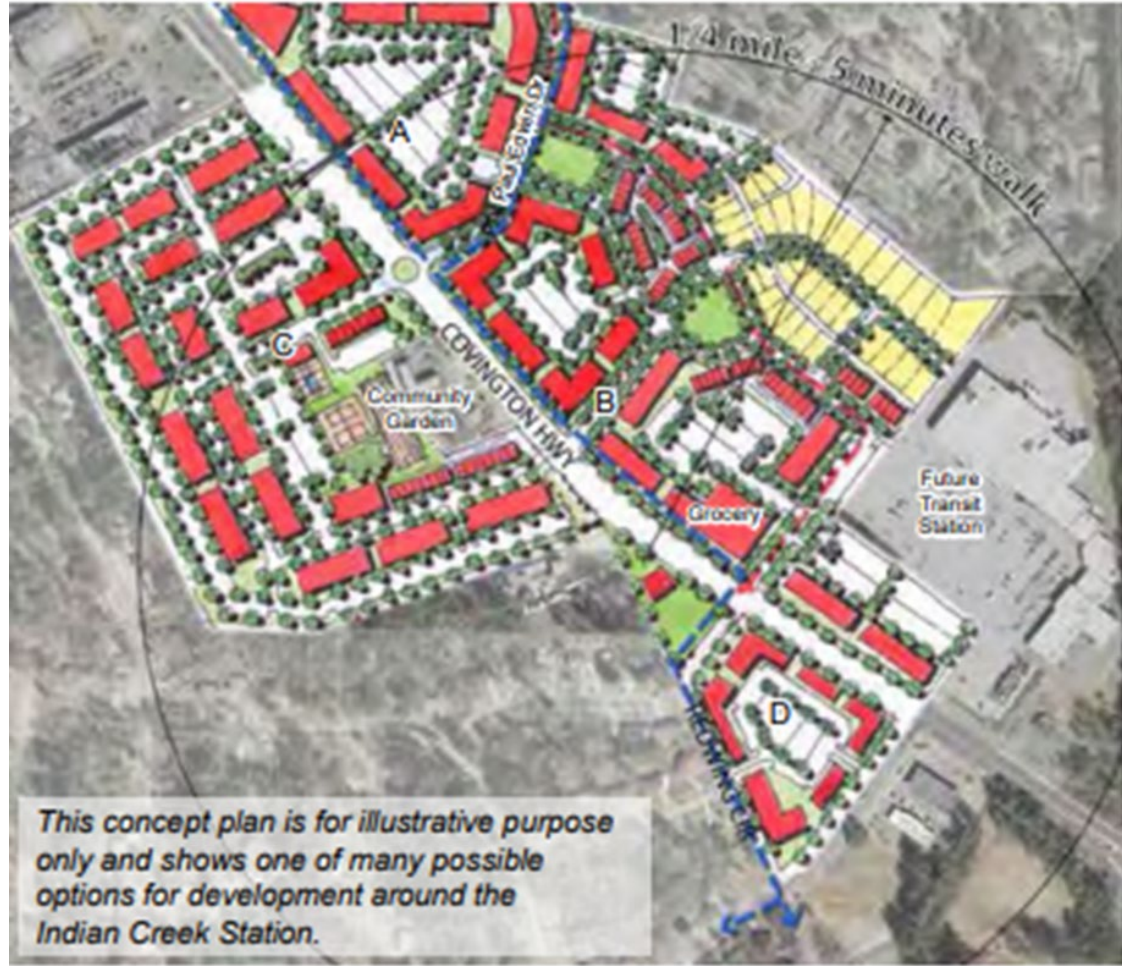 1/4 mile - 5 minutes walk
A
Paul Edwin Dr
C
COVINGTON HWY
Community
Garden
B
Grocery
Future
Transit
Station
D
This concept plan is for illustrative purpose
only and shows one of many possible
options for development around the
Indian Creek Station.